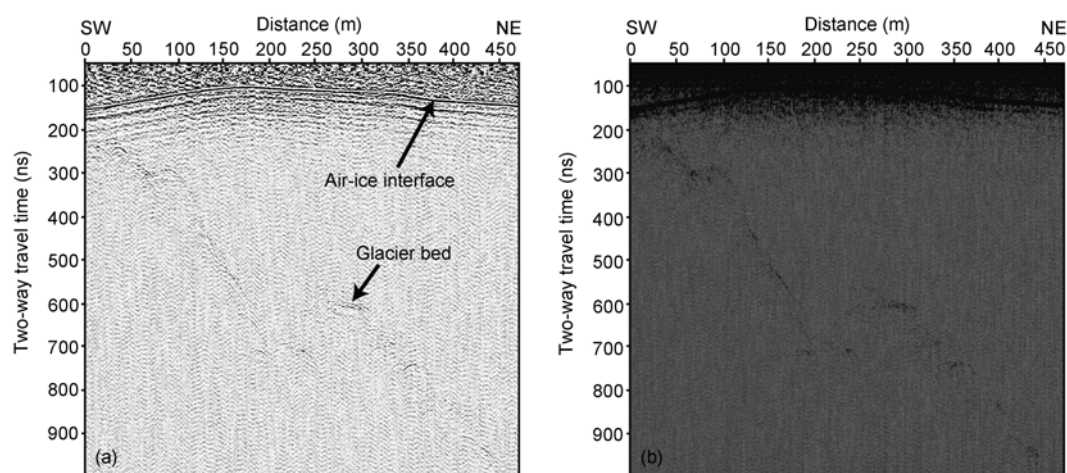 SW Distance (m) NE
0 50 100 150 200 250 300 350 400 450
100
200
300
400
500
600
700
800
900
Two-way travel time (ns)
Air-ice interface
Glacier bed
(a)
SW Distance (m) NE
0 50 100 150 200 250 300 350 400 450
100
200
300
400
500
600
700
800
900
Two-way travel time (ns)
(b)